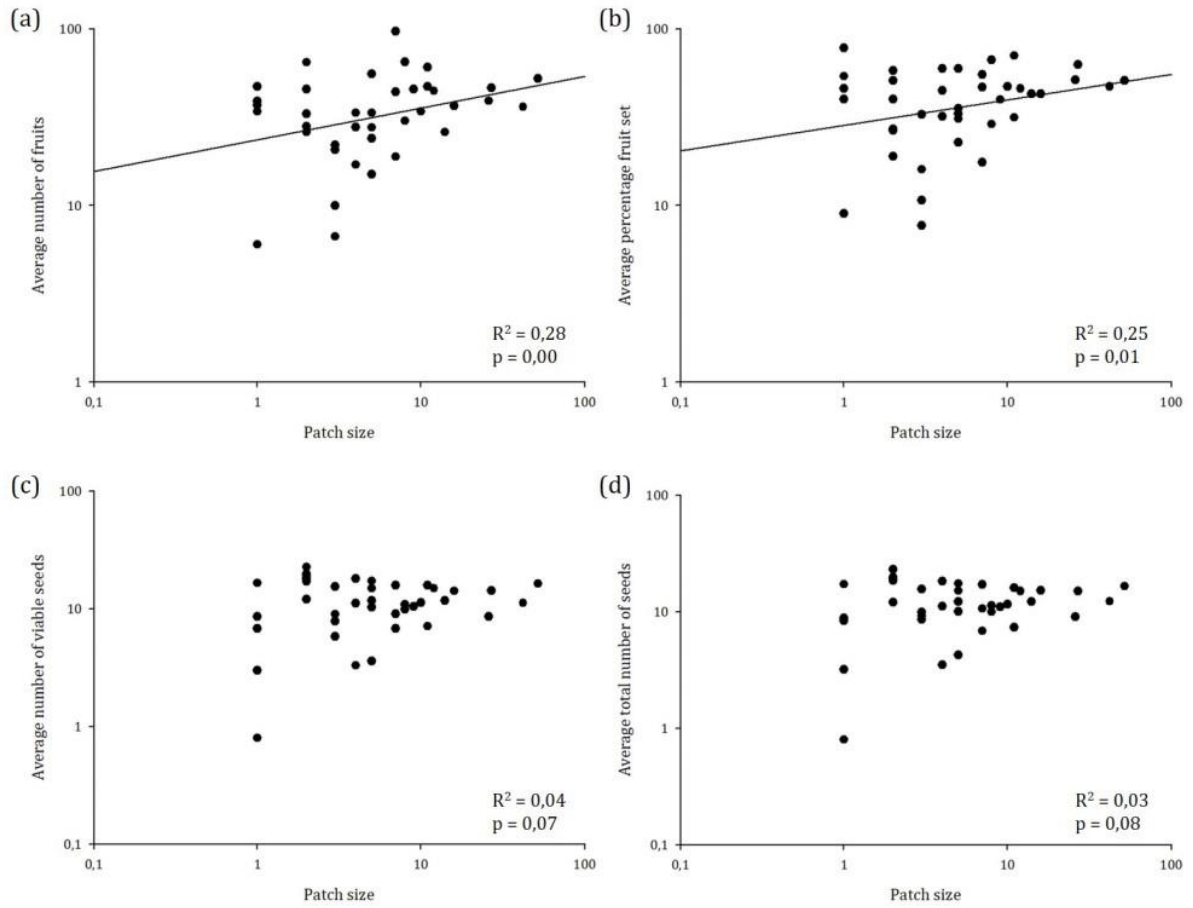 (a)
100
10
1
0,1
1
10
100
Average number of fruits
Patch size
R² = 0,28
p = 0,00
(b)
100
10
1
0,1
1
10
100
Average percentage fruit set
Patch size
R² = 0,25
p = 0,01
(c)
100
10
1
0,1
0,1
1
10
100
Average number of viable seeds
Patch size
R² = 0,04
p = 0,07
(d)
100
10
1
0,1
0,1
1
10
100
Average total number of seeds
Patch size
R² = 0,03
p = 0,08